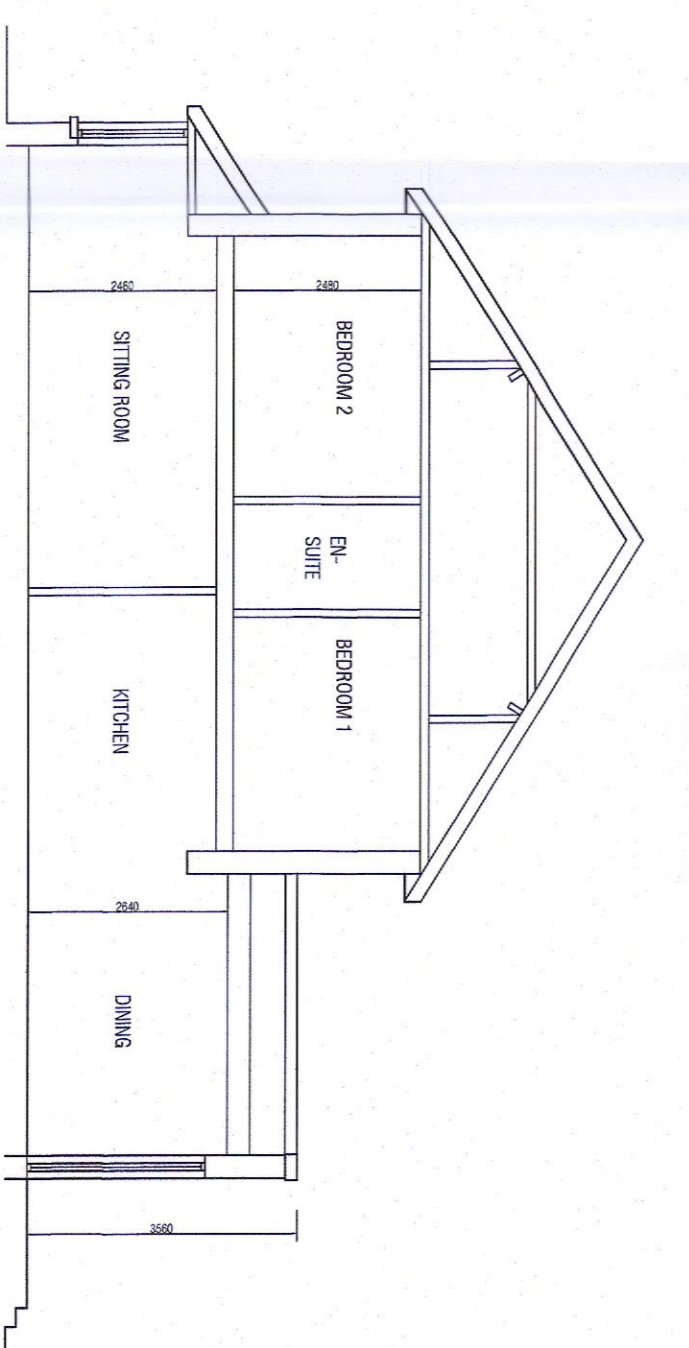 BEDROOM 2
EN-
SUITE
BEDROOM 1
2480
SITTING ROOM
KITCHEN
DINING
2460
2640
3560